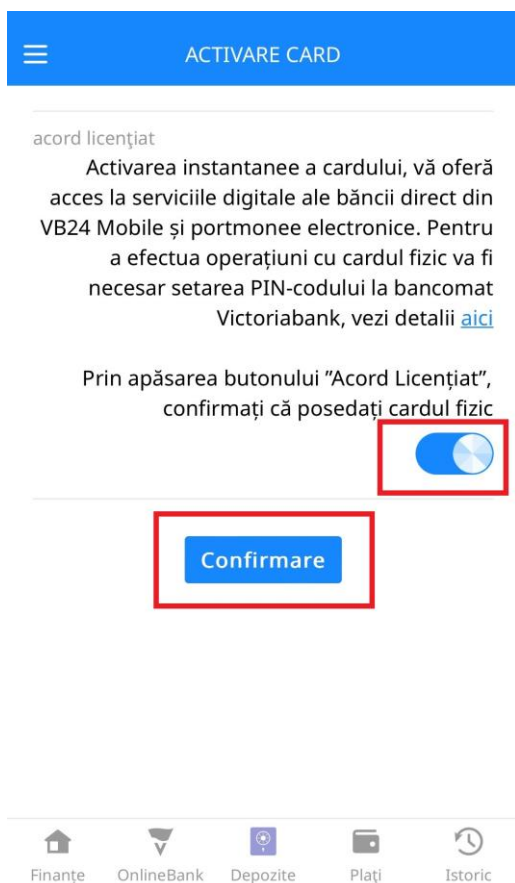 ACTIVARE CARD
acord licențiat
Activarea instantanee a cardului, vă oferă
acces la serviciile digitale ale băncii direct din
VB24 Mobile și portmonee electronice. Pentru
a efectua operațiuni cu cardul fizic va fi
necesar setarea PIN-codului la bancomat
Victoriabank, vezi detalii aici
Prin apăsarea butonului ”Acord Licențiat”,
confirmați că posedați cardul fizic
Confirmare
Finanțe OnlineBank Depozite Plați Istoric